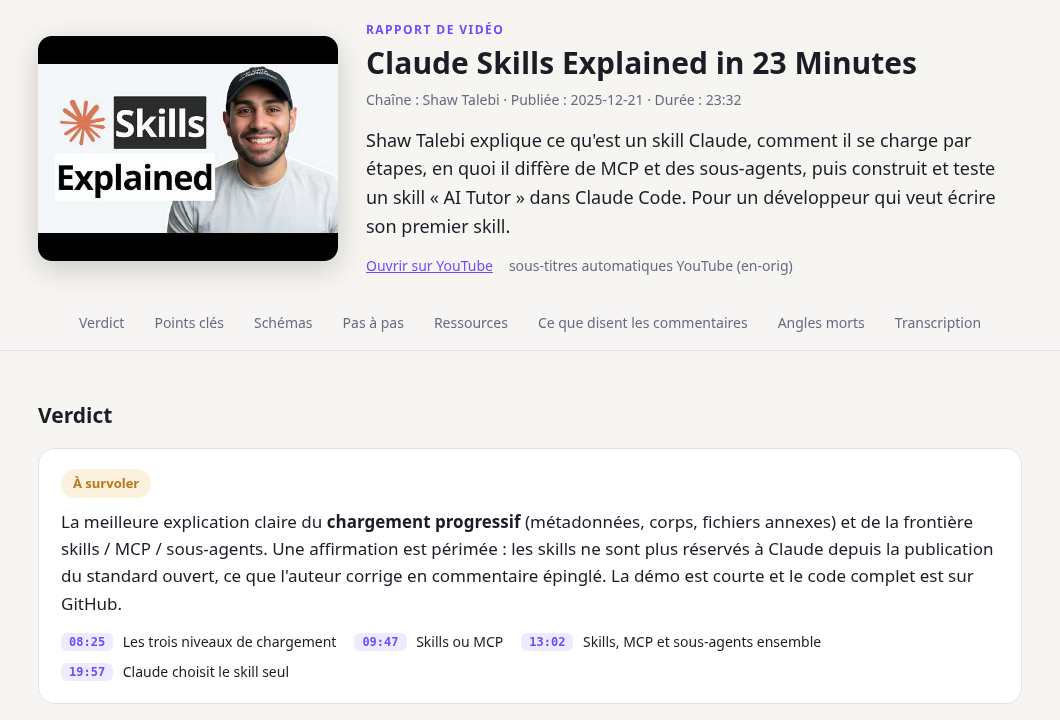 RAPPORT DE VIDÉO
Claude Skills Explained in 23 Minutes
Chaîne : Shaw Talebi · Publiée : 2025-12-21 · Durée : 23:32
Skills
Explained
Shaw Talebi explique ce qu'est un skill Claude, comment il se charge par
étapes, en quoi il diffère de MCP et des sous-agents, puis construit et teste
un skill « AI Tutor » dans Claude Code. Pour un développeur qui veut écrire
son premier skill.
Ouvrir sur YouTube sous-titres automatiques YouTube (en-orig)
Verdict Points clés Schémas Pas à pas Ressources Ce que disent les commentaires Angles morts Transcription
Verdict
À survoler
La meilleure explication claire du chargement progressif (métadonnées, corps, fichiers annexes) et de la frontière
skills / MCP / sous-agents. Une affirmation est périmée : les skills ne sont plus réservés à Claude depuis la publication
du standard ouvert, ce que l'auteur corrige en commentaire épinglé. La démo est courte et le code complet est sur
GitHub.
08:25 Les trois niveaux de chargement 09:47 Skills ou MCP 13:02 Skills, MCP et sous-agents ensemble
19:57 Claude choisit le skill seul